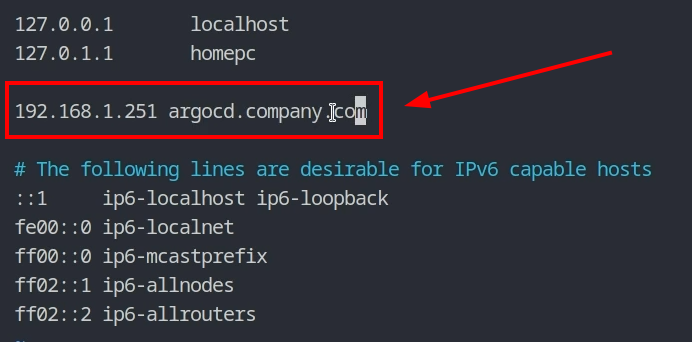 127.0.0.1 localhost
127.0.1.1 homepc
192.168.1.251 argocd.company.com
# The following lines are desirable for IPv6 capable hosts
::1 ip6-localhost ip6-loopback
fe00::0 ip6-localnet
ff00::0 ip6-mcastprefix
ff02::1 ip6-allnodes
ff02::2 ip6-allrouters